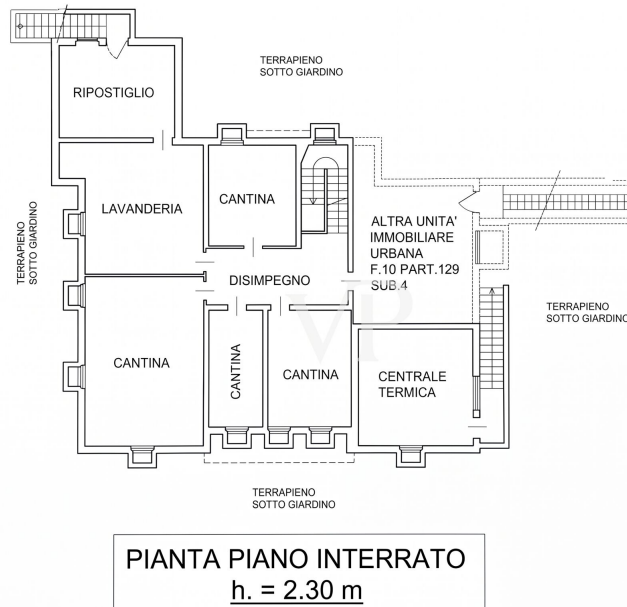 TERRAPIENO
SOTTO GIARDINO
RIPOSTIGLIO
LAVANDERIA
CANTINA
TERRAPIENO
SOTTO GIARDINO
ALTRA UNITA'
IMMOBILIARE
URBANA
F.10 PART.129
SUB.4
DISIMPEGNO
TERRAPIENO
SOTTO GIARDINO
CANTINA
CANTINA
CANTINA
CENTRALE
TERMICA
VP
TERRAPIENO
SOTTO GIARDINO
PIANTA PIANO INTERRATO
h. = 2.30 m